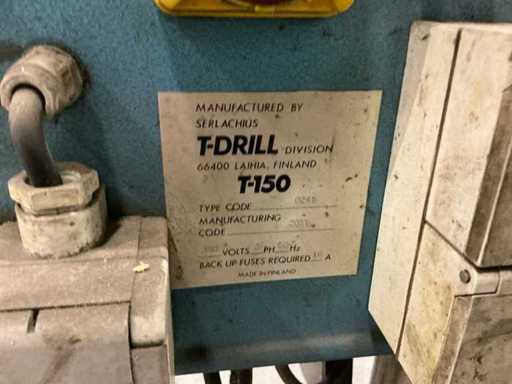 MANUFACTURED BY
SERLACHIUS
T-DRILL DIVISION
66400 LAIHIA, FINLAND
T-150
TYPE CODE
MANUFACTURING
CODE
VOLTS PH Hz
BACK UP FUSES REQUIRED A
MADE IN FINLAND